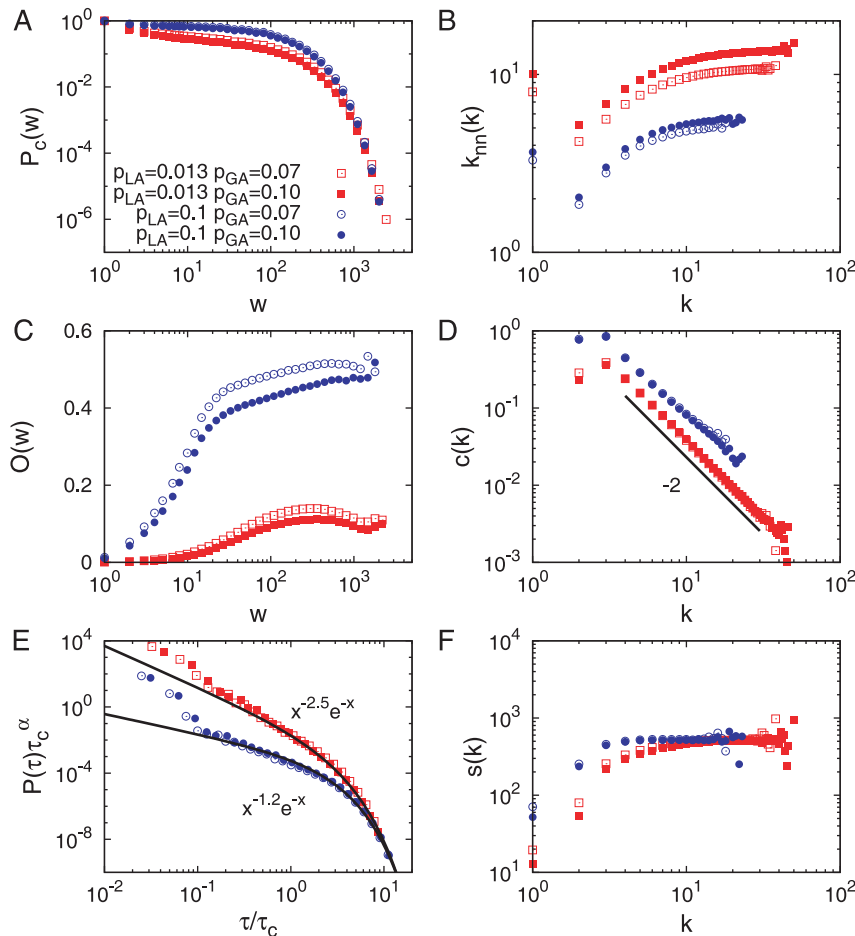 A
10^0
10^-2
10^-4
10^-6
P_c(w)
p_LA=0.013 p_GA=0.07
p_LA=0.013 p_GA=0.10
p_LA=0.1 p_GA=0.07
p_LA=0.1 p_GA=0.10
10^0 10^1 10^2 10^3
w
B
10^1
10^0
k_nn(k)
10^0 10^1 10^2
k
C
0.6
0.4
0.2
0
O(w)
10^0 10^1 10^2 10^3
w
D
10^0
10^-1
10^-2
10^-3
c(k)
-2
10^0 10^1 10^2
k
E
10^4
10^0
10^-4
10^-8
P(τ)τ_c^α
x^-2.5e^-x
x^-1.2e^-x
10^-2 10^-1 10^0 10^1
τ/τ_c
F
10^4
10^3
10^2
10^1
s(k)
10^0 10^1 10^2
k